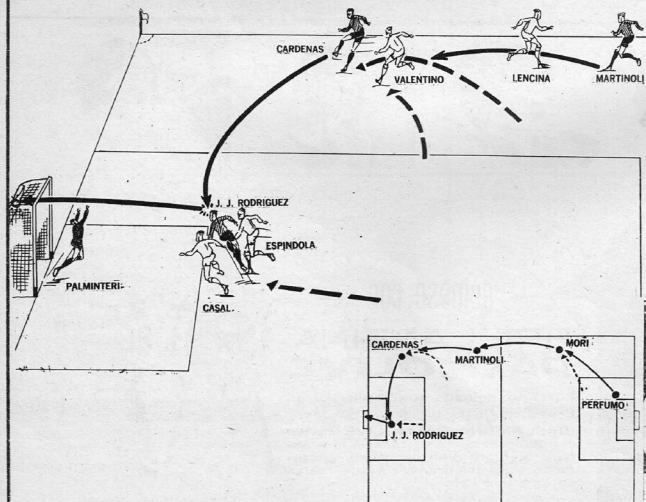 CARDENAS
VALENTINO
LENCINA
MARTINOLI
J. J. RODRIGUEZ
ESPINDOLA
PALMINTERI
CASAL
CARDENAS
MARTINOLI
MORI
PERFUMO
J. J. RODRIGUEZ